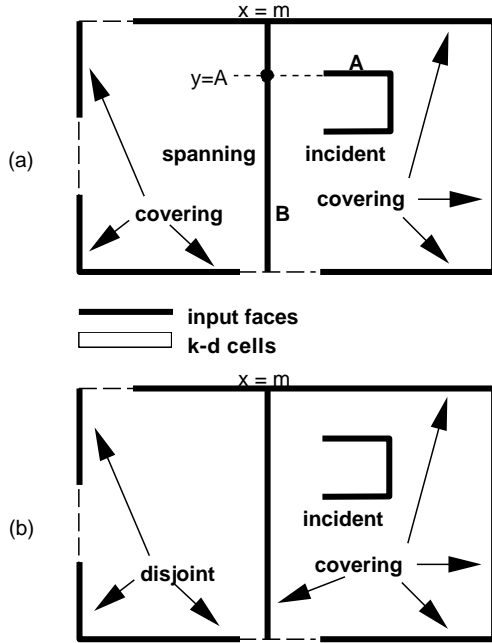 x = m
A
y=A
(a)
spanning
incident
covering
B
covering
input faces
k-d cells
x = m
(b)
incident
disjoint
covering